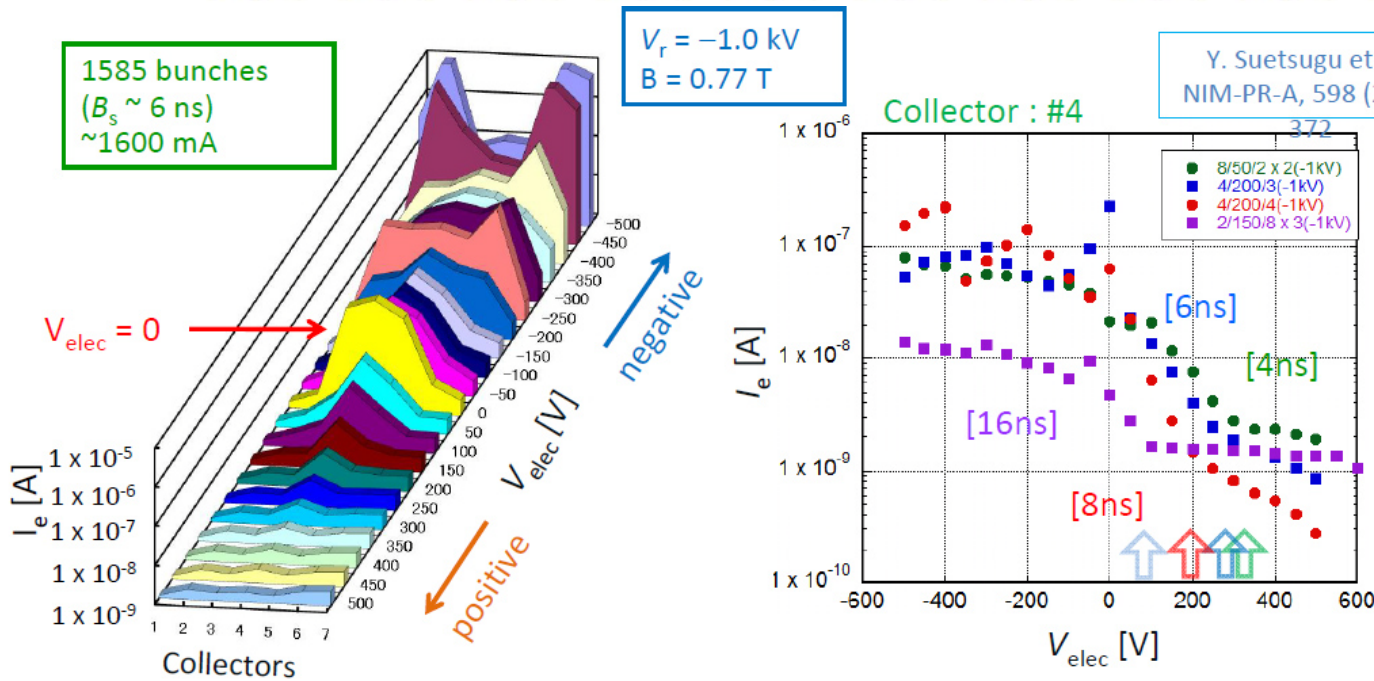 1585 bunches
(Bs ~ 6 ns)
~1600 mA
Vr = −1.0 kV
B = 0.77 T
Velec = 0
−500
−450
−400
−350
−300
−250
−200
−150
−100
−50
0
50
100
150
200
250
300
350
400
450
500
negative
Velec [V]
positive
Ie [A]
1 x 10-5
1 x 10-6
1 x 10-7
1 x 10-8
1 x 10-9
1 2 3 4 5 6 7
Collectors
Y. Suetsugu et
NIM-PR-A, 598 (2
372
Collector : #4
8/50/2 x 2(-1kV)
4/200/3(-1kV)
4/200/4(-1kV)
2/150/8 x 3(-1kV)
[6ns]
[4ns]
[16ns]
[8ns]
Ie [A]
1 x 10-6
1 x 10-7
1 x 10-8
1 x 10-9
1 x 10-10
-600 -400 -200 0 200 400 600
Velec [V]